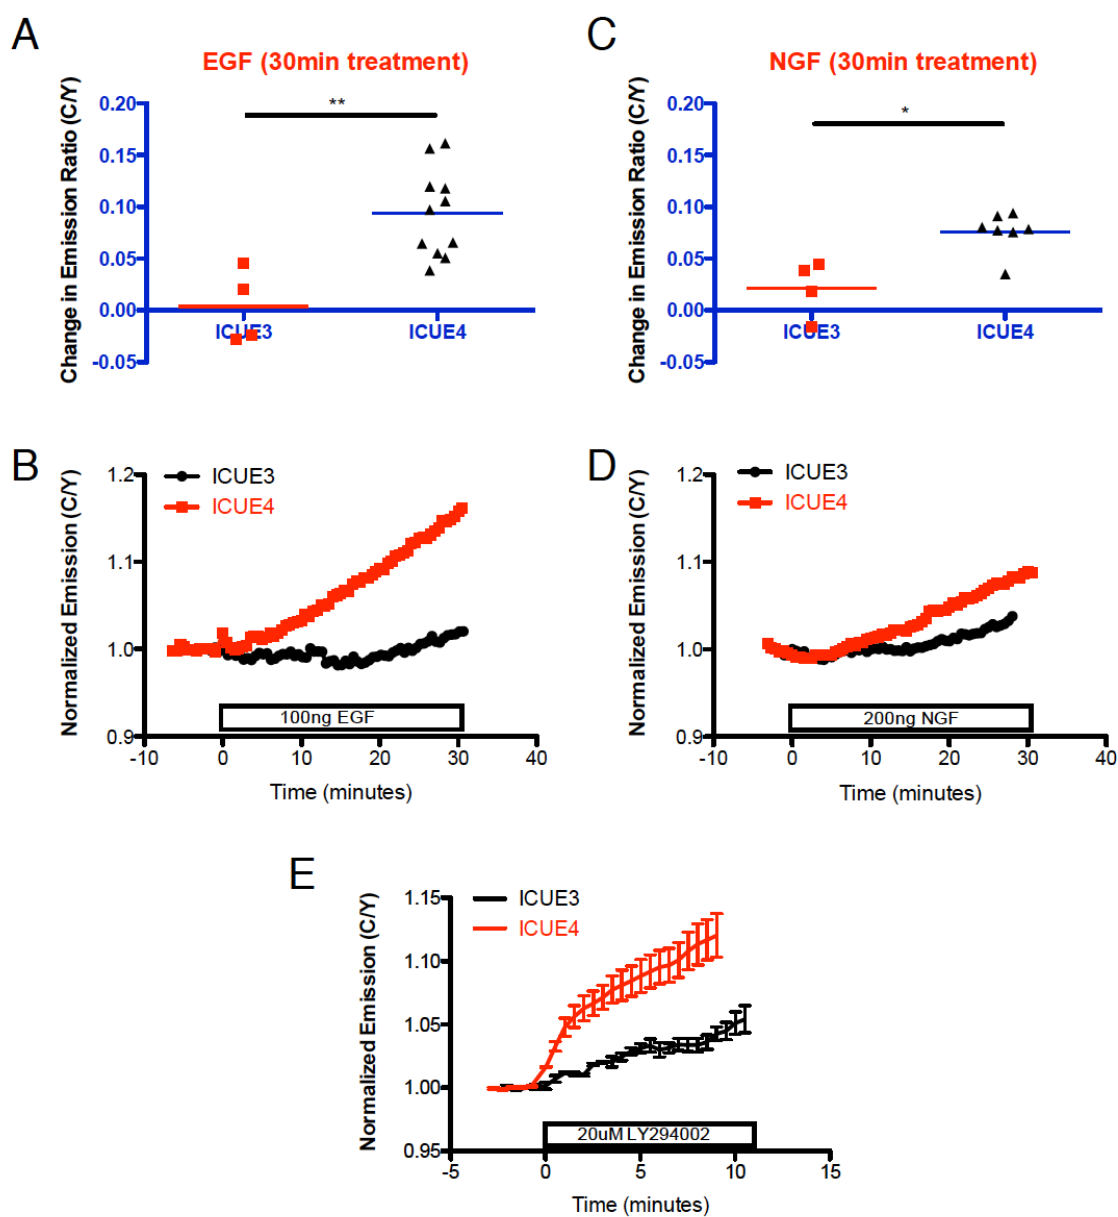 A
EGF (30min treatment)
Change in Emission Ratio (C/Y)
**
0.20
0.15
0.10
0.05
0.00
-0.05
ICUE3
ICUE4
C
NGF (30min treatment)
Change in Emission Ratio (C/Y)
*
0.20
0.15
0.10
0.05
0.00
-0.05
ICUE3
ICUE4
B
Normalized Emission (C/Y)
ICUE3
ICUE4
1.2
1.1
1.0
0.9
100ng EGF
-10 0 10 20 30 40
Time (minutes)
D
Normalized Emission (C/Y)
ICUE3
ICUE4
1.2
1.1
1.0
0.9
200ng NGF
-10 0 10 20 30 40
Time (minutes)
E
Normalized Emission (C/Y)
ICUE3
ICUE4
1.15
1.10
1.05
1.00
0.95
20uM LY294002
-5 0 5 10 15
Time (minutes)